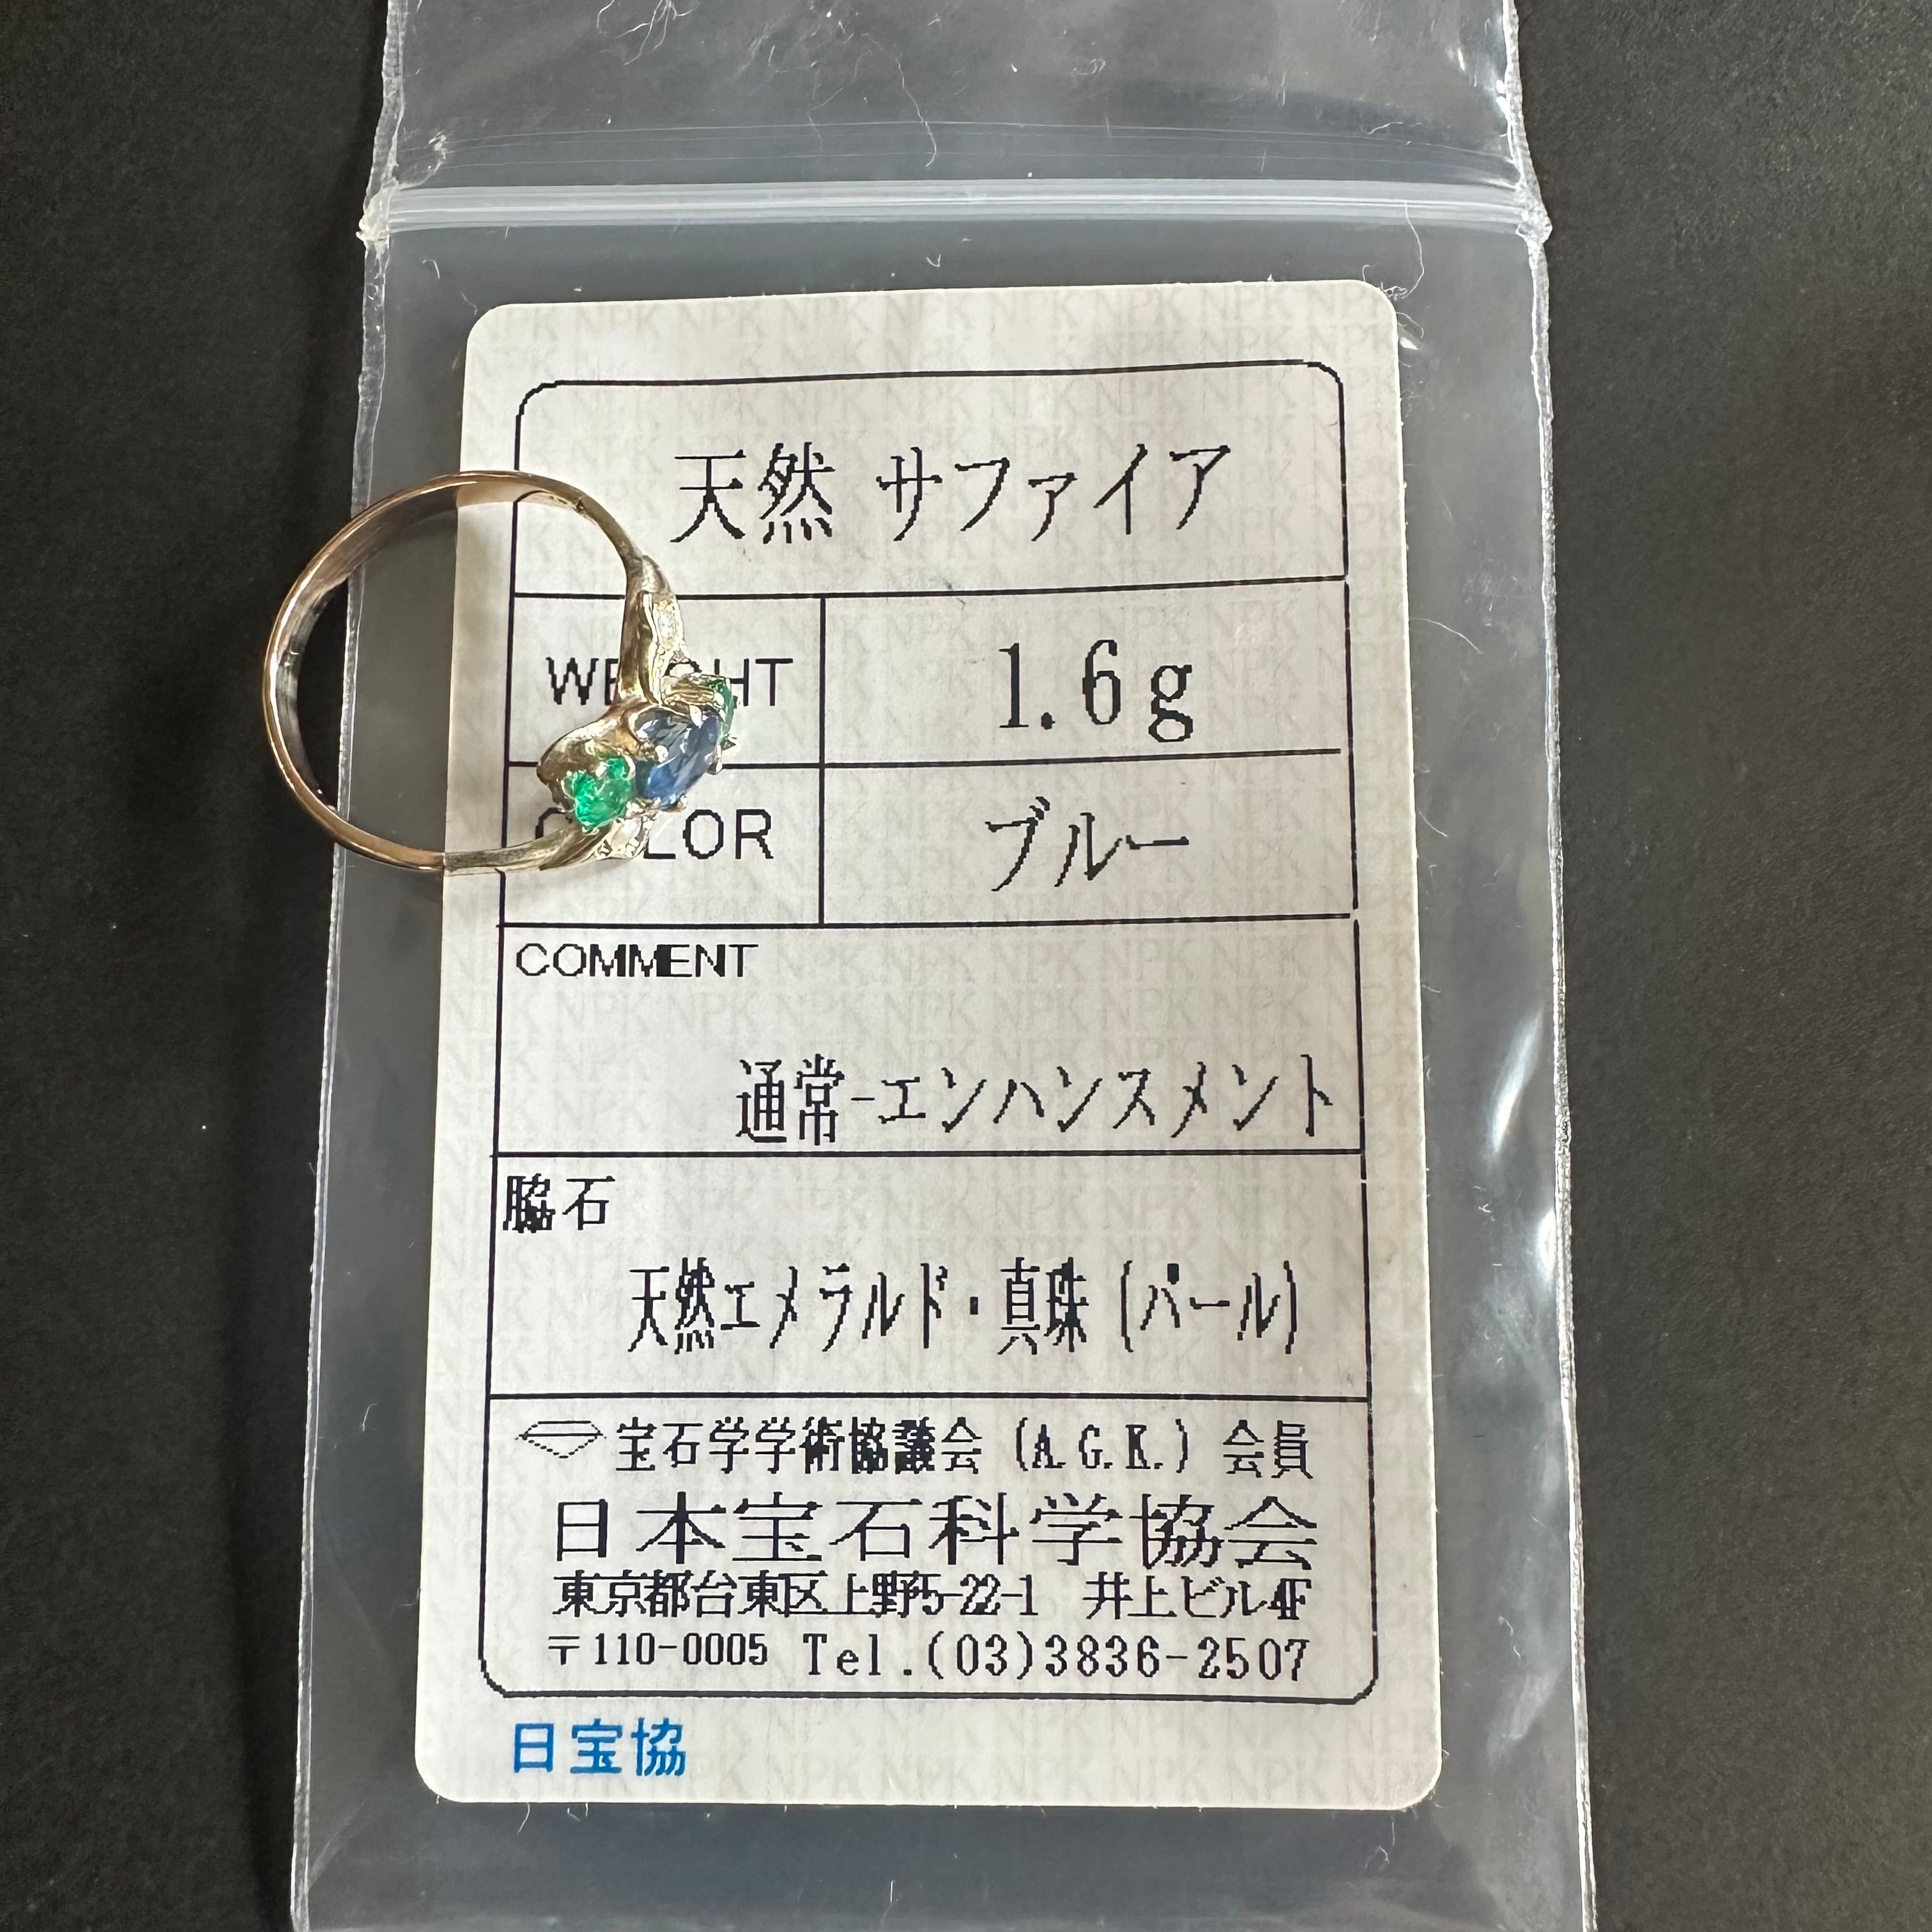 天然 サファイア
WEIGHT 1.6g
COLOR ブルー
COMMENT
通常-エンハンスメント
脇石
天然エメラルド・真珠(パール)
宝石学学術協議会(A.G.K.)会員
日本宝石科学協会
東京都台東区上野5-22-1 井上ビル4F
〒110-0005 Tel.(03)3836-2507
日宝協